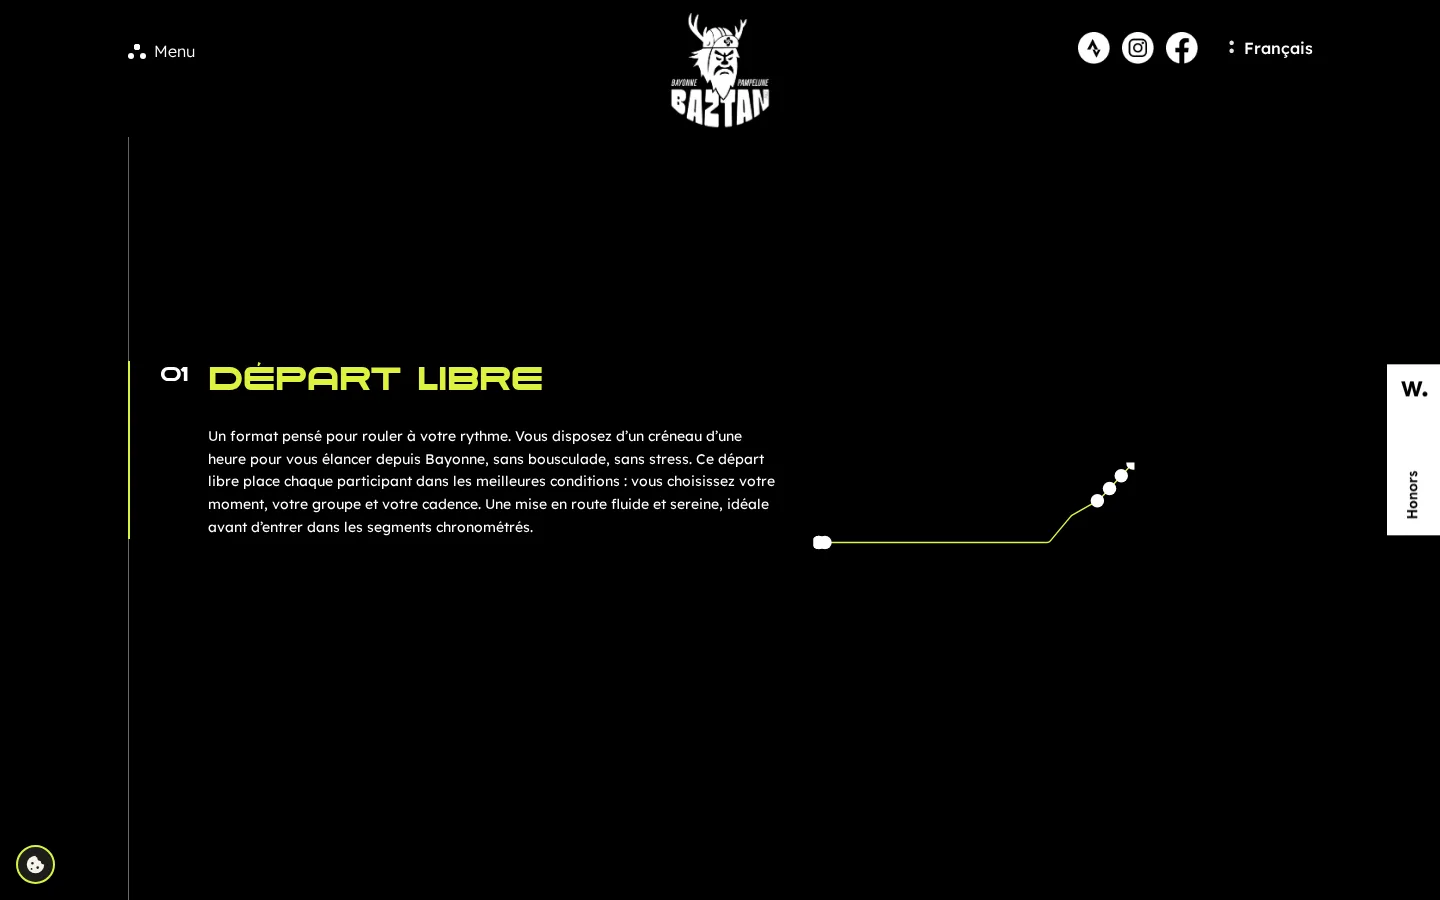 Menu
BAYONNE PAMPELUNE
BAZTAN
Français
01 DÉPART LIBRE
Un format pensé pour rouler à votre rythme. Vous disposez d’un créneau d’une
heure pour vous élancer depuis Bayonne, sans bousculade, sans stress. Ce départ
libre place chaque participant dans les meilleures conditions : vous choisissez votre
moment, votre groupe et votre cadence. Une mise en route fluide et sereine, idéale
avant d’entrer dans les segments chronométrés.
W.
Honors